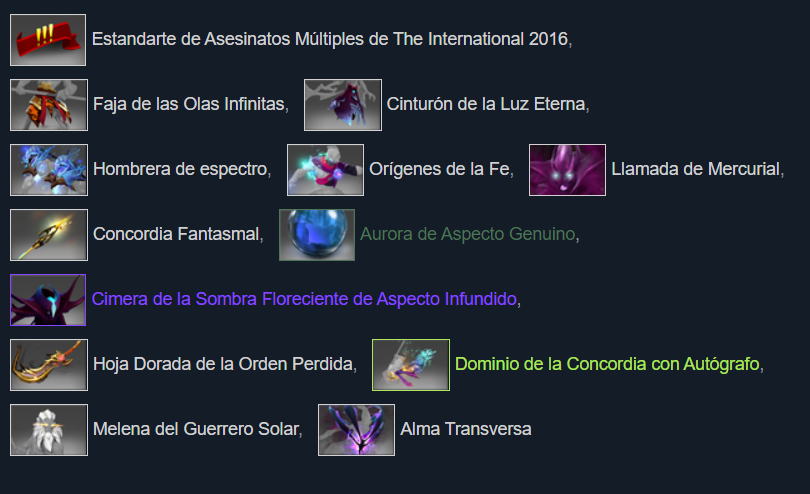 Estandarte de Asesinatos Múltiples de The International 2016,
Faja de las Olas Infinitas, Cinturón de la Luz Eterna,
Hombrera de espectro, Orígenes de la Fe, Llamada de Mercurial,
Concordia Fantasmal, Aurora de Aspecto Genuino,
Cimera de la Sombra Floreciente de Aspecto Infundido,
Hoja Dorada de la Orden Perdida, Dominio de la Concordia con Autógrafo,
Melena del Guerrero Solar, Alma Transversa